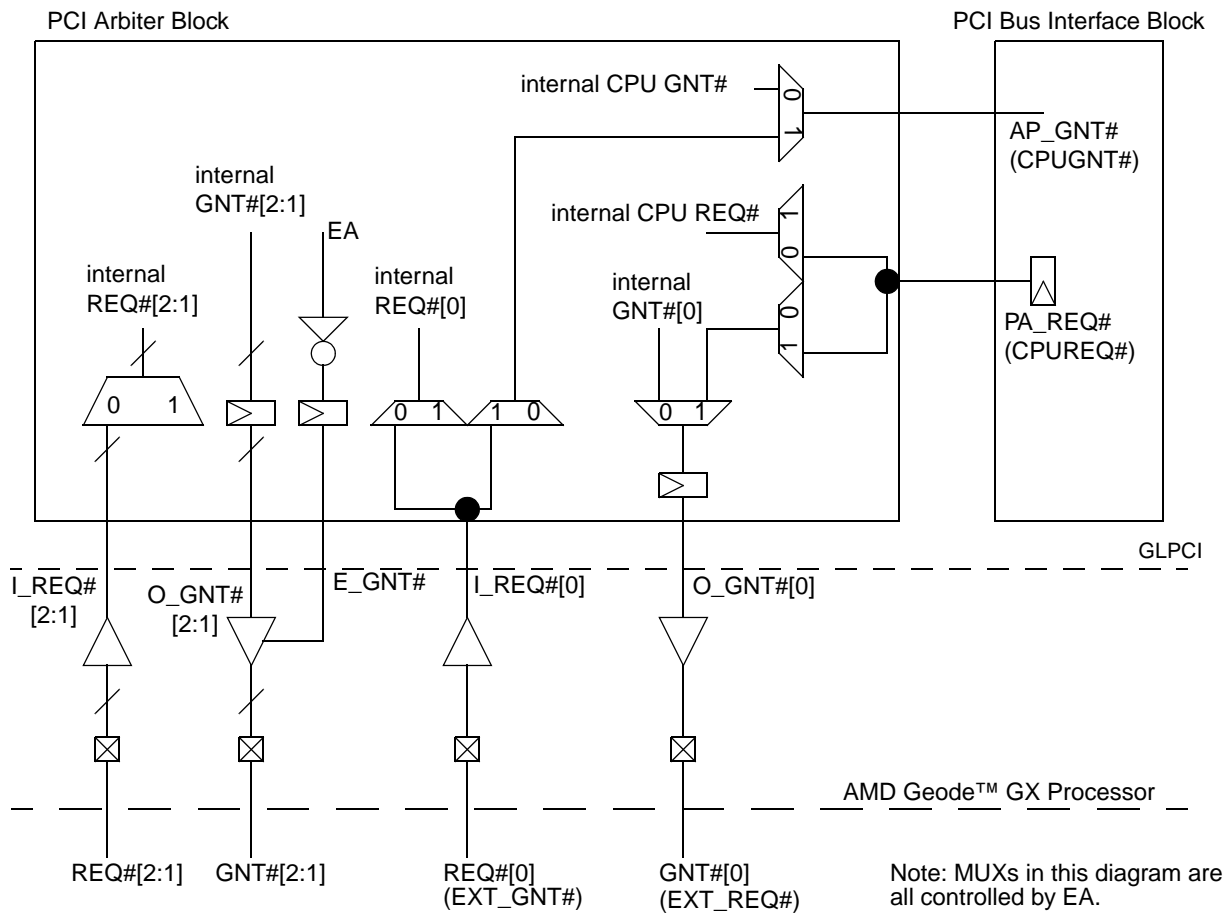 PCI Arbiter Block
PCI Bus Interface Block
internal CPU GNT#
0
1
AP_GNT#
(CPUGNT#)
internal
GNT#[2:1]
EA
internal CPU REQ#
1
0
internal
REQ#[2:1]
internal
REQ#[0]
internal
GNT#[0]
0
1
PA_REQ#
(CPUREQ#)
0 1
0 1
1 0
0 1
GLPCI
I_REQ#
[2:1]
O_GNT#
[2:1]
E_GNT#
I_REQ#[0]
O_GNT#[0]
AMD Geode™ GX Processor
REQ#[2:1]
GNT#[2:1]
REQ#[0]
(EXT_GNT#)
GNT#[0]
(EXT_REQ#)
Note: MUXs in this diagram are
all controlled by EA.